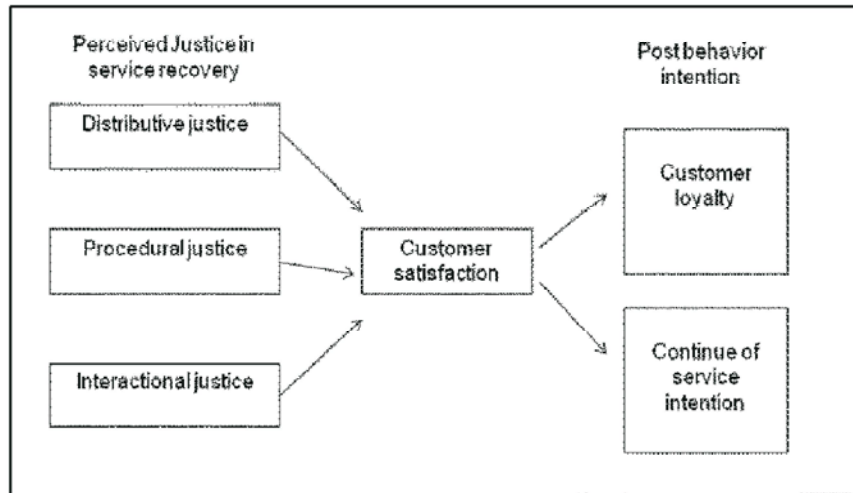 Perceived Justice in
service recovery
Distributive justice
Procedural justice
Interactional justice
Customer
satisfaction
Post behavior
intention
Customer
loyalty
Continue of
service
intention